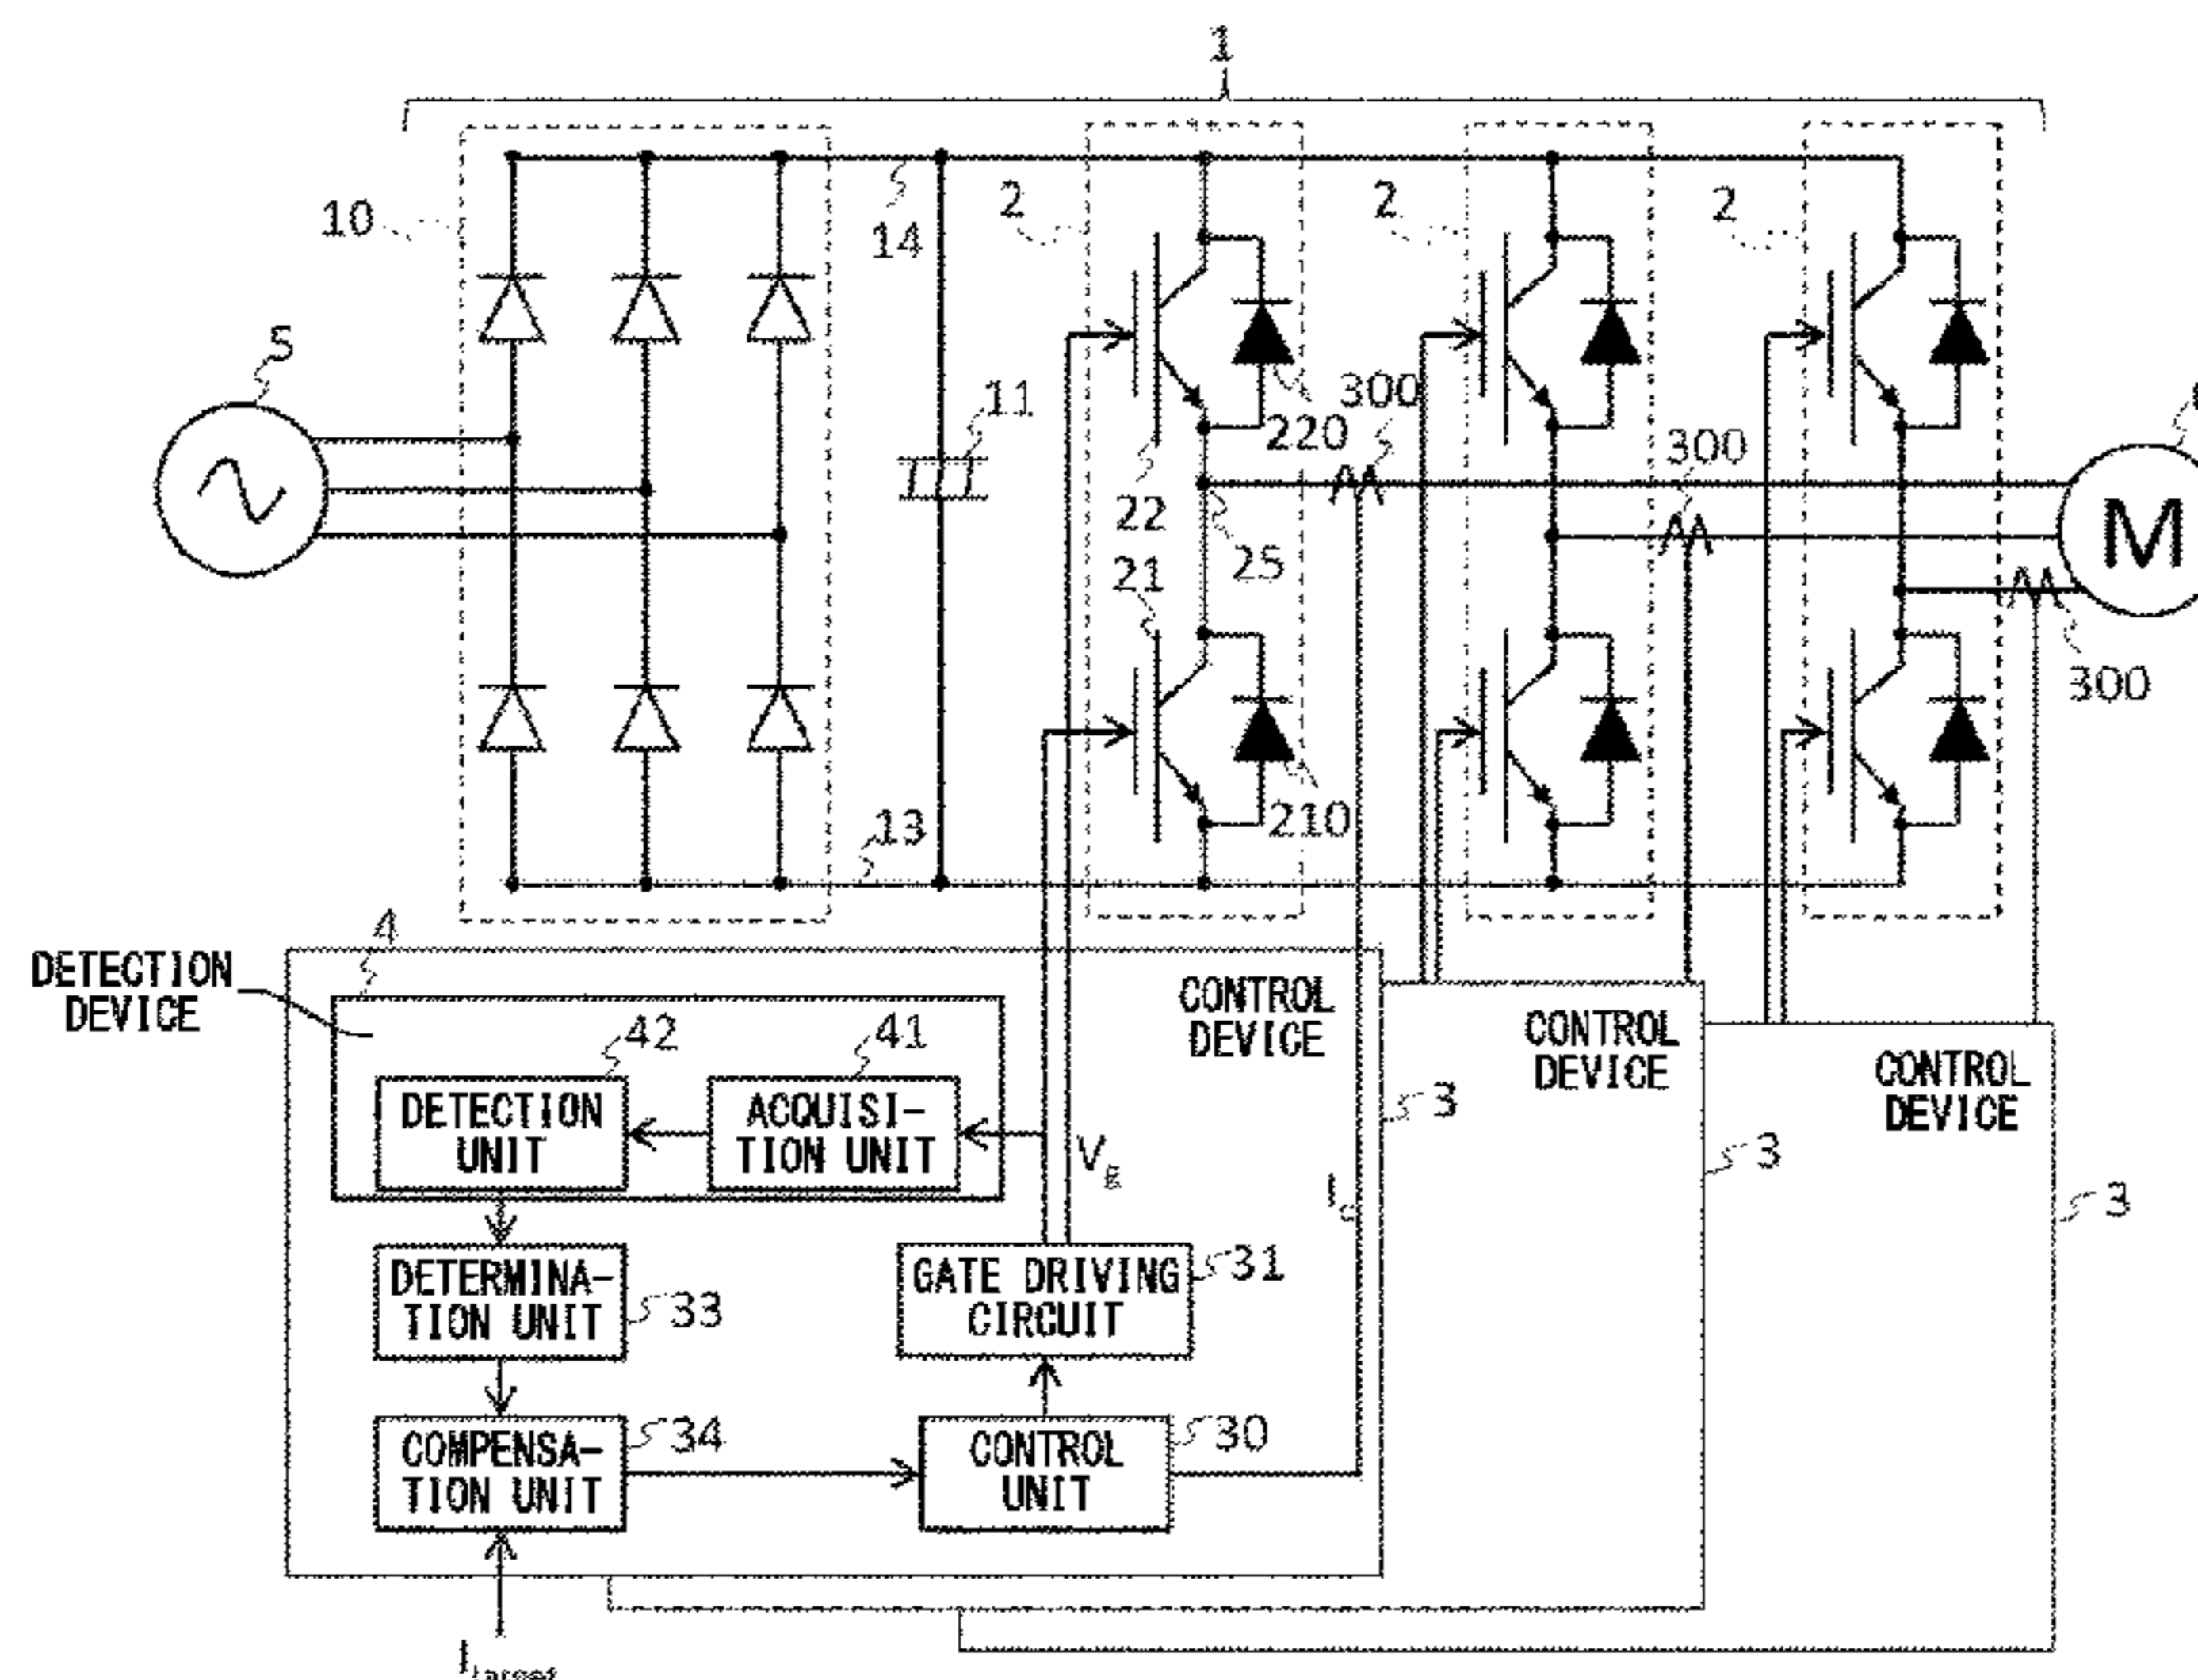 1
10
14
2
2
2
5
11
300
220
300
22
25
21
M
300
210
13
4
DETECTION
DEVICE
CONTROL
DEVICE
CONTROL
DEVICE
CONTROL
DEVICE
42
41
DETECTION
UNIT
ACQUISI-
TION UNIT
3
3
3
Vg
DETERMINA-
TION UNIT
33
GATE DRIVING
CIRCUIT
31
COMPENSA-
TION UNIT
34
CONTROL
UNIT
30
Itarget